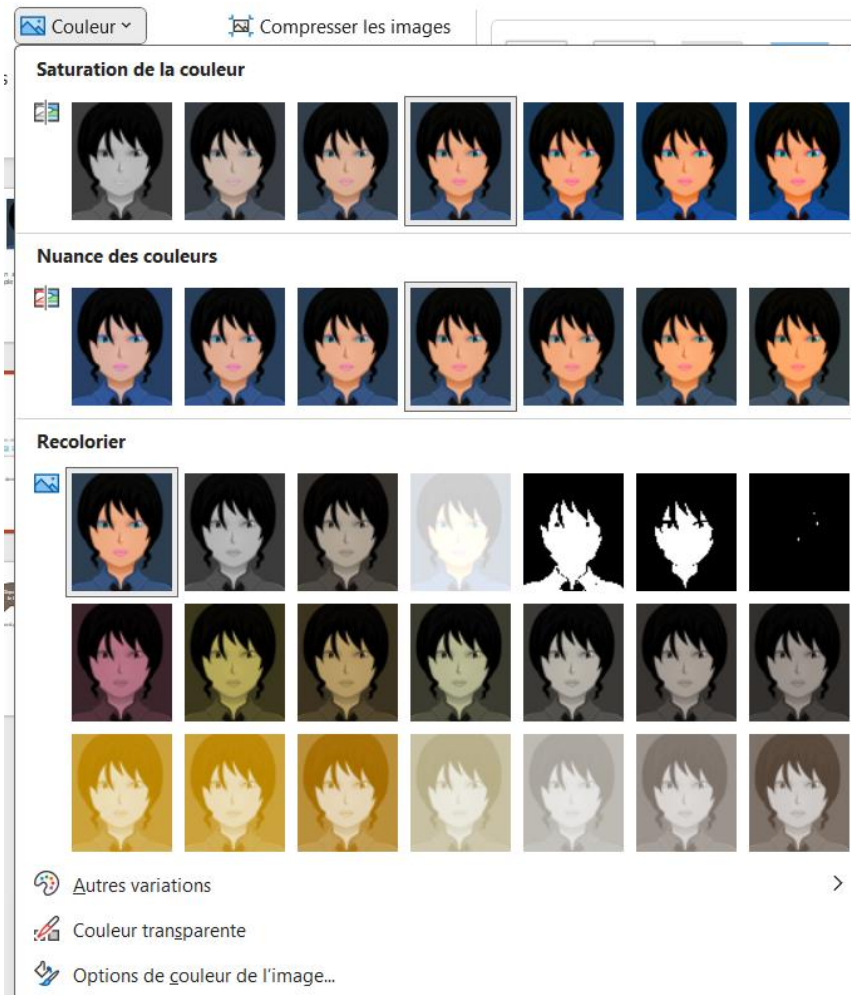 Couleur
Compresser les images
s
Saturation de la couleur
Nuance des couleurs
Recolorier
Autres variations
Couleur transparente
Options de couleur de l'image...